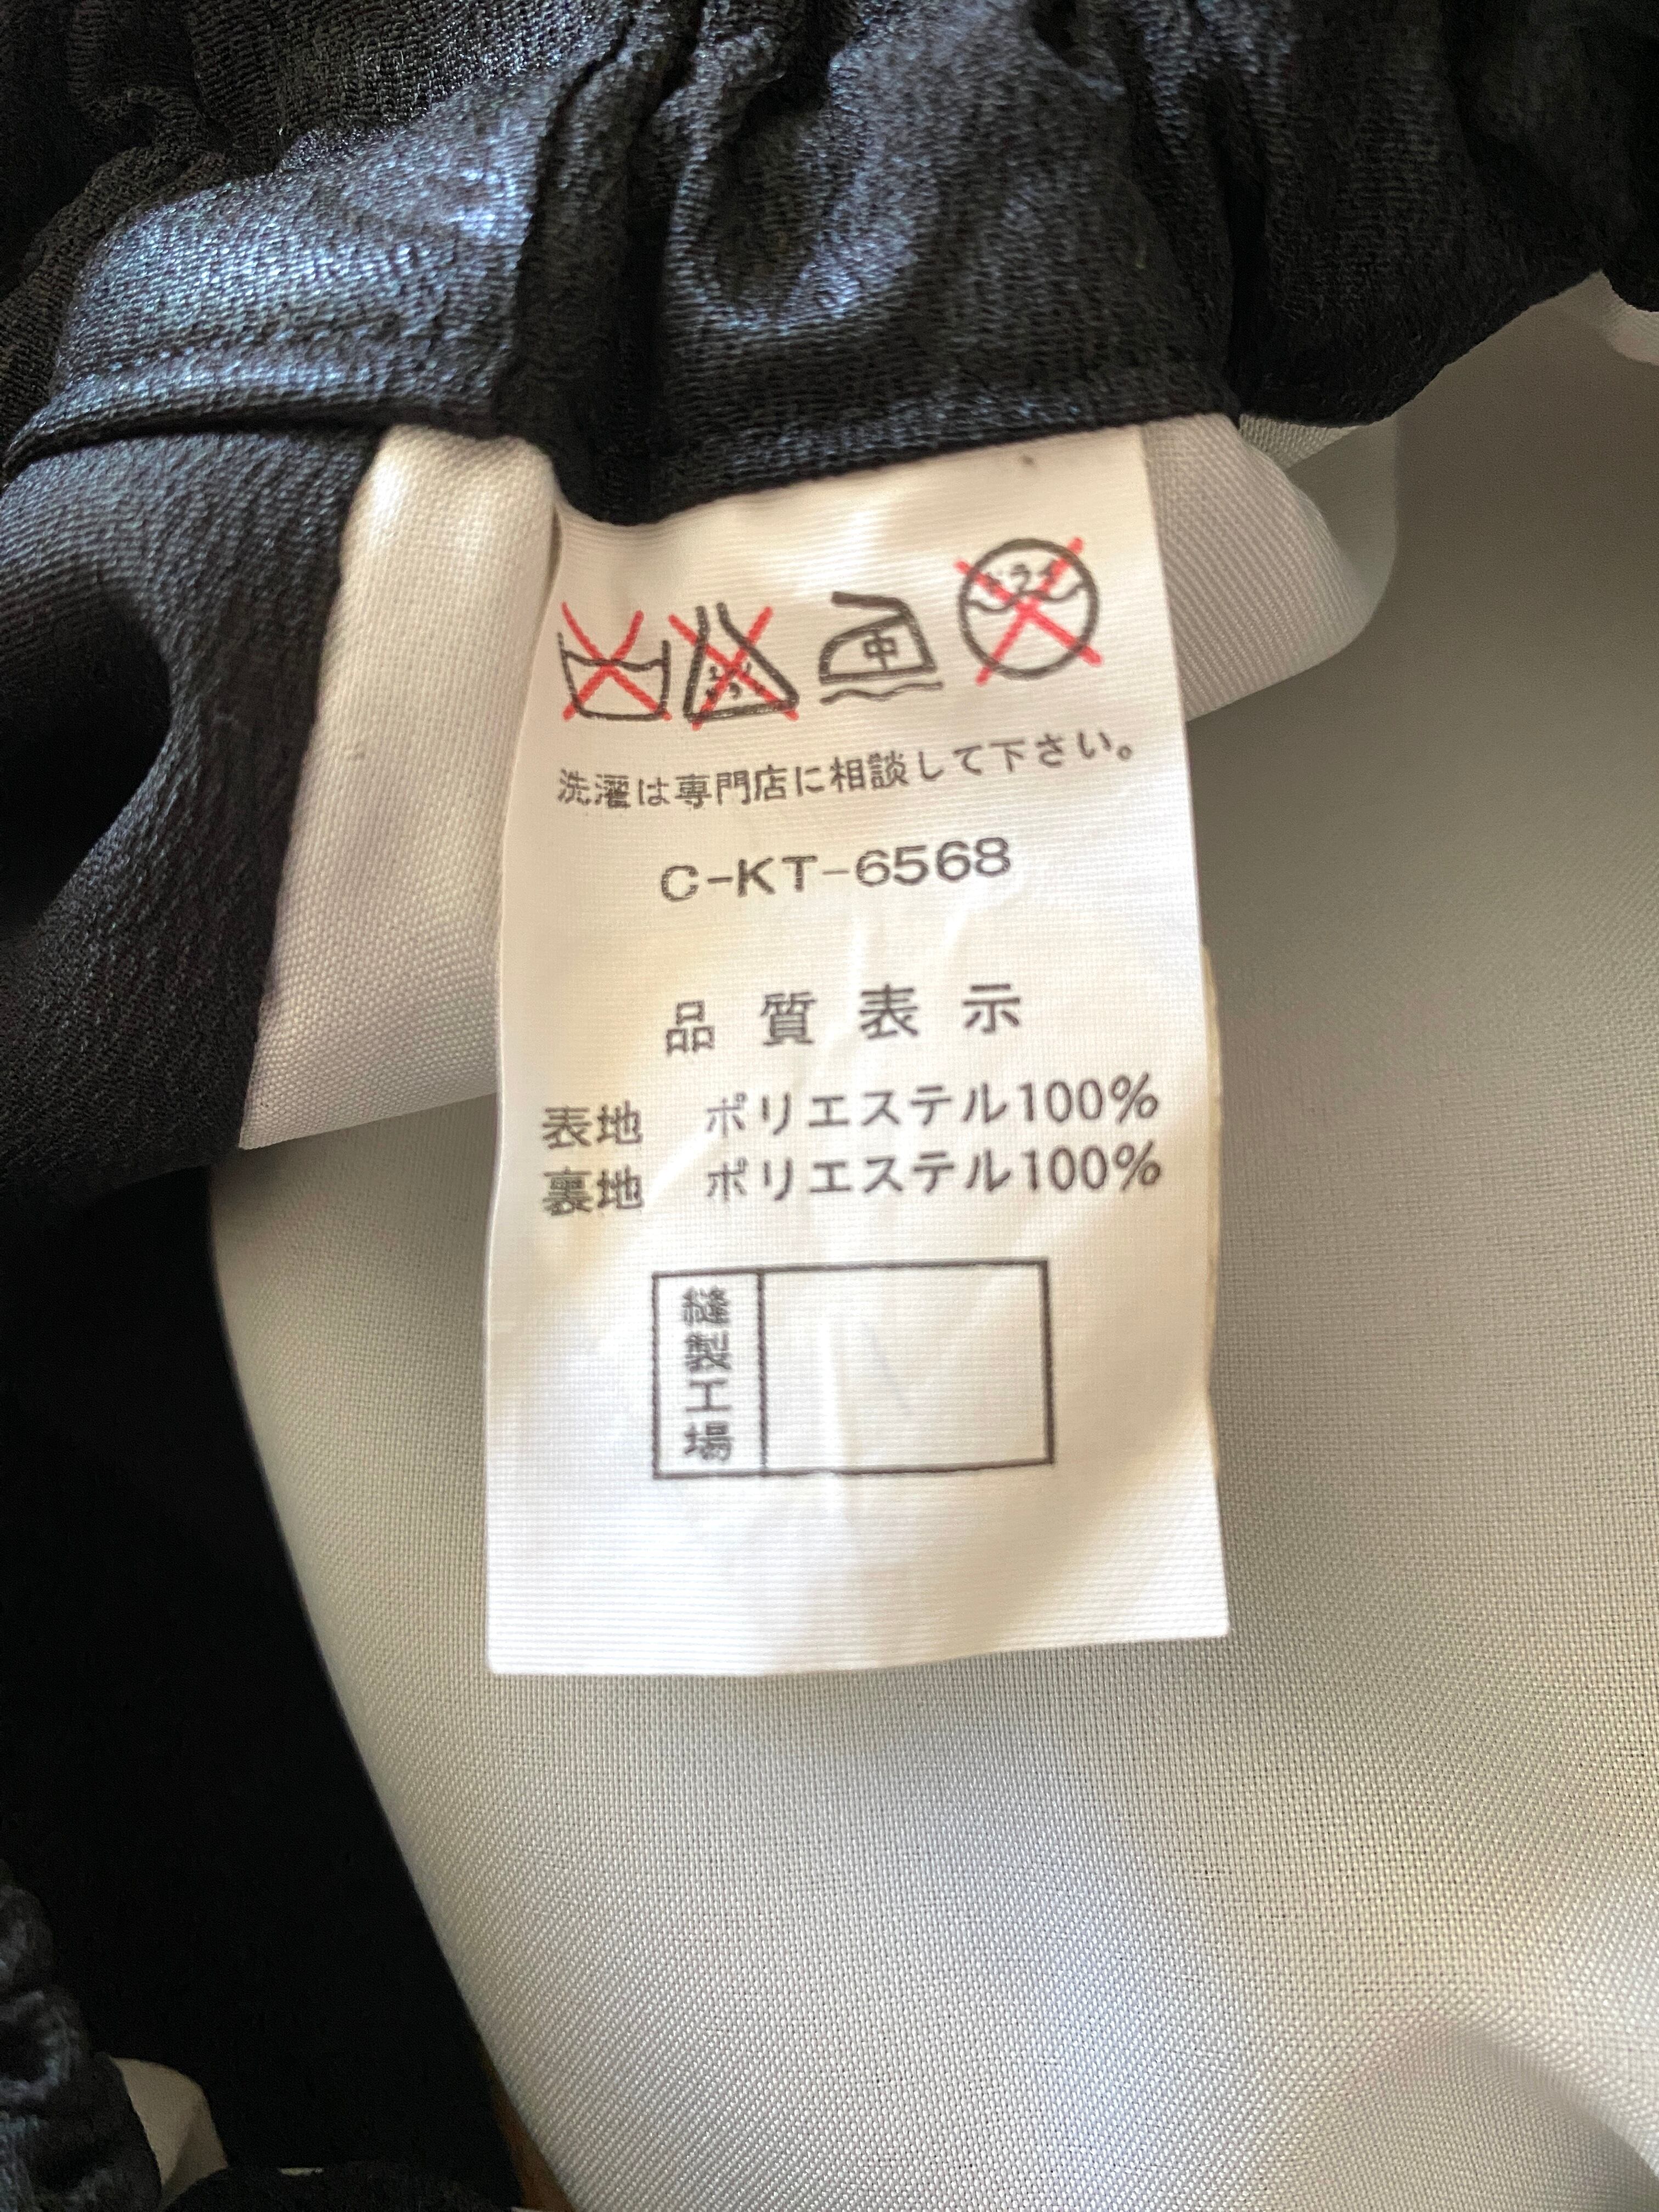 中
洗濯は専門店に相談して下さい。
C-KT-6568
品質表示
表地 ポリエステル100%
裏地 ポリエステル100%
縫製工場